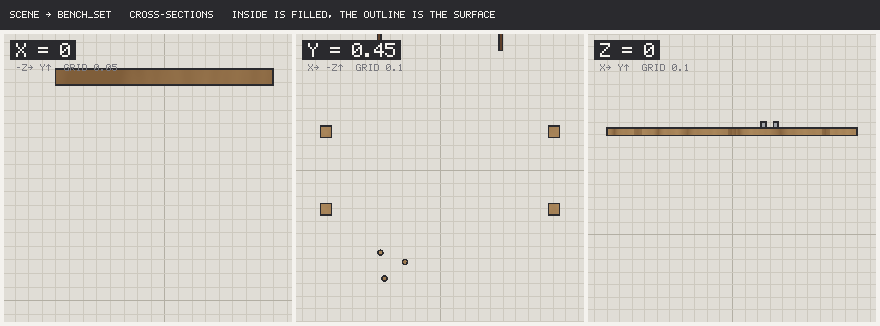 SCENE → BENCH_SET CROSS-SECTIONS INSIDE IS FILLED, THE OUTLINE IS THE SURFACE
X = 0
-Z→ Y↑ GRID 0.05
Y = 0.45
X→ -Z↑ GRID 0.1
Z = 0
X→ Y↑ GRID 0.1